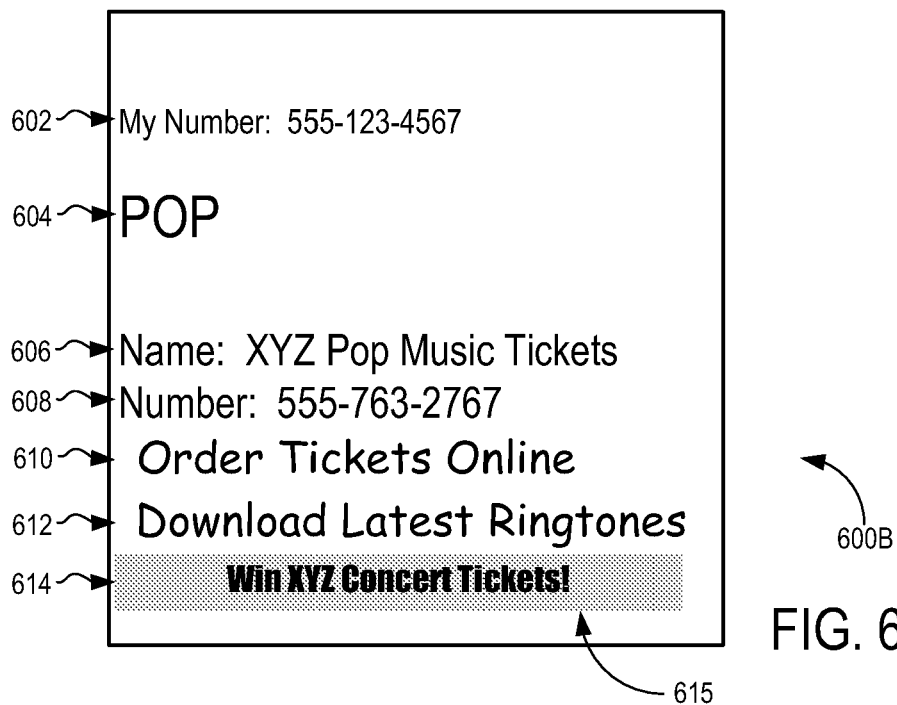 602 My Number: 555-123-4567
604 POP
606 Name: XYZ Pop Music Tickets
608 Number: 555-763-2767
610 Order Tickets Online
612 Download Latest Ringtones
600B
614 Win XYZ Concert Tickets!
FIG. 6
615